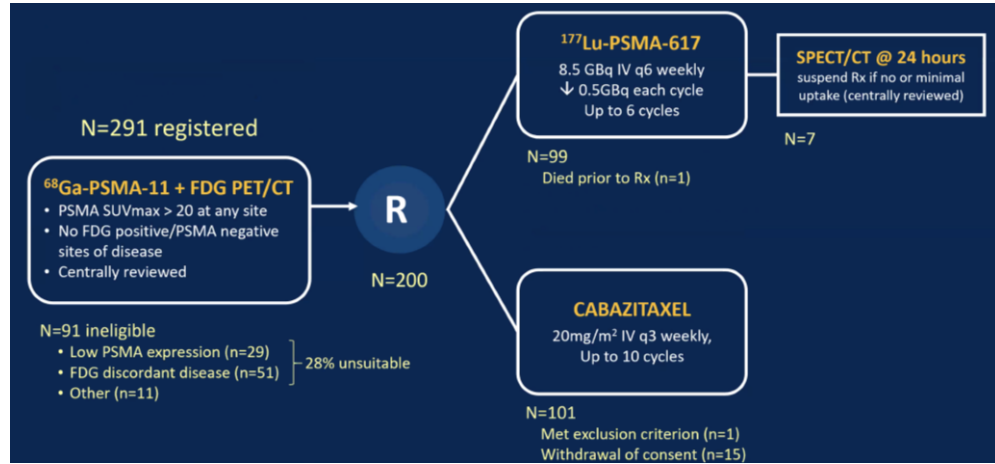 N=291 registered
⁶⁸Ga-PSMA-11 + FDG PET/CT
• PSMA SUVmax > 20 at any site
• No FDG positive/PSMA negative
sites of disease
• Centrally reviewed
N=91 ineligible
• Low PSMA expression (n=29)
• FDG discordant disease (n=51)
• Other (n=11)
28% unsuitable
R
N=200
¹⁷⁷Lu-PSMA-617
8.5 GBq IV q6 weekly
↓ 0.5GBq each cycle
Up to 6 cycles
N=99
Died prior to Rx (n=1)
SPECT/CT @ 24 hours
suspend Rx if no or minimal
uptake (centrally reviewed)
N=7
CABAZITAXEL
20mg/m² IV q3 weekly,
Up to 10 cycles
N=101
Met exclusion criterion (n=1)
Withdrawal of consent (n=15)